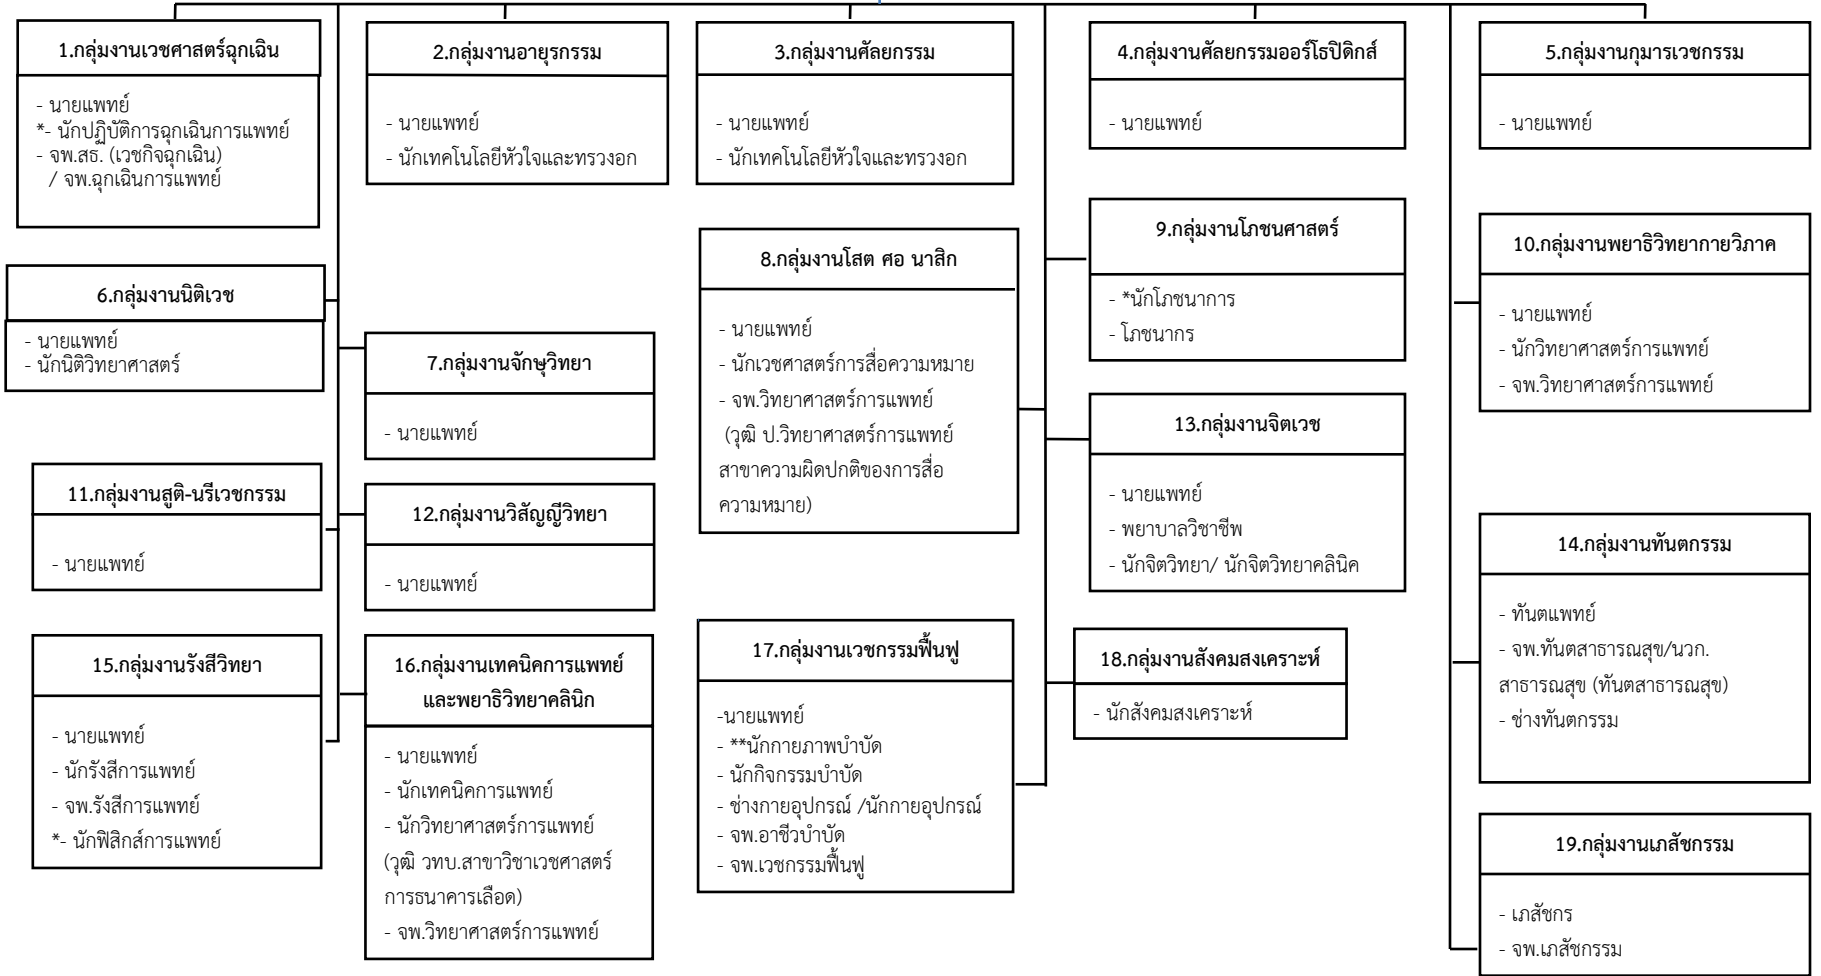 1.กลุ่มงานเวชศาสตร์ฉุกเฉิน
- นายแพทย์
*- นักปฏิบัติการฉุกเฉินการแพทย์
- จพ.สธ. (เวชกิจฉุกเฉิน)
/ จพ.ฉุกเฉินการแพทย์
2.กลุ่มงานอายุรกรรม
- นายแพทย์
- นักเทคโนโลยีหัวใจและทรวงอก
3.กลุ่มงานศัลยกรรม
- นายแพทย์
- นักเทคโนโลยีหัวใจและทรวงอก
4.กลุ่มงานศัลยกรรมออร์โธปิดิกส์
- นายแพทย์
5.กลุ่มงานกุมารเวชกรรม
- นายแพทย์
6.กลุ่มงานนิติเวช
- นายแพทย์
- นักนิติวิทยาศาสตร์
7.กลุ่มงานจักษุวิทยา
- นายแพทย์
8.กลุ่มงานโสต ศอ นาสิก
- นายแพทย์
- นักเวชศาสตร์การสื่อความหมาย
- จพ.วิทยาศาสตร์การแพทย์
(วุฒิ ป.วิทยาศาสตร์การแพทย์
สาขาความผิดปกติของการสื่อ
ความหมาย)
9.กลุ่มงานโภชนศาสตร์
- *นักโภชนาการ
- โภชนากร
10.กลุ่มงานพยาธิวิทยากายวิภาค
- นายแพทย์
- นักวิทยาศาสตร์การแพทย์
- จพ.วิทยาศาสตร์การแพทย์
11.กลุ่มงานสูติ-นรีเวชกรรม
- นายแพทย์
12.กลุ่มงานวิสัญญีวิทยา
- นายแพทย์
13.กลุ่มงานจิตเวช
- นายแพทย์
- พยาบาลวิชาชีพ
- นักจิตวิทยา/ นักจิตวิทยาคลินิค
14.กลุ่มงานทันตกรรม
- ทันตแพทย์
- จพ.ทันตสาธารณสุข/นวก.
สาธารณสุข (ทันตสาธารณสุข)
- ช่างทันตกรรม
15.กลุ่มงานรังสีวิทยา
- นายแพทย์
- นักรังสีการแพทย์
- จพ.รังสีการแพทย์
*- นักฟิสิกส์การแพทย์
16.กลุ่มงานเทคนิคการแพทย์
และพยาธิวิทยาคลินิก
- นายแพทย์
- นักเทคนิคการแพทย์
- นักวิทยาศาสตร์การแพทย์
(วุฒิ วทบ.สาขาวิชาเวชศาสตร์
การธนาคารเลือด)
- จพ.วิทยาศาสตร์การแพทย์
17.กลุ่มงานเวชกรรมฟื้นฟู
-นายแพทย์
- **นักกายภาพบำบัด
- นักกิจกรรมบำบัด
- ช่างกายอุปกรณ์ /นักกายอุปกรณ์
- จพ.อาชีวบำบัด
- จพ.เวชกรรมฟื้นฟู
18.กลุ่มงานสังคมสงเคราะห์
- นักสังคมสงเคราะห์
19.กลุ่มงานเภสัชกรรม
- เภสัชกร
- จพ.เภสัชกรรม